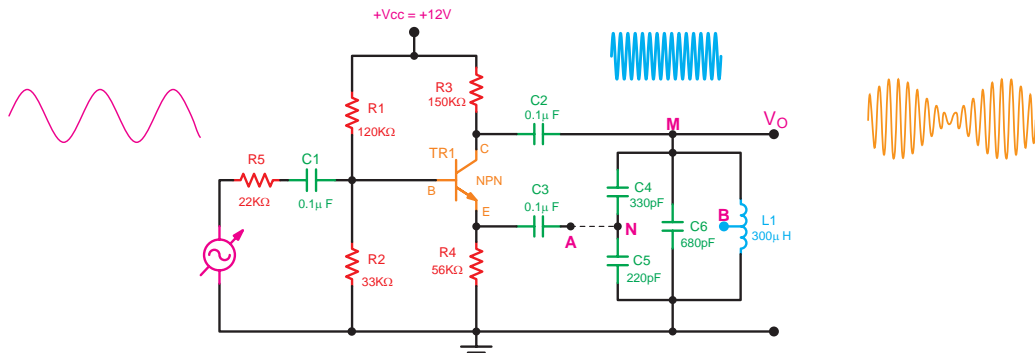 +Vcc = +12V
R3
150KΩ
C2
0.1μ F
M
VO
R1
120KΩ
TR1
C
B
NPN
E
R5
22KΩ
C1
0.1μ F
C3
0.1μ F
A
N
C4
330pF
C6
680pF
B
L1
300μ H
C5
220pF
R2
33KΩ
R4
56KΩ